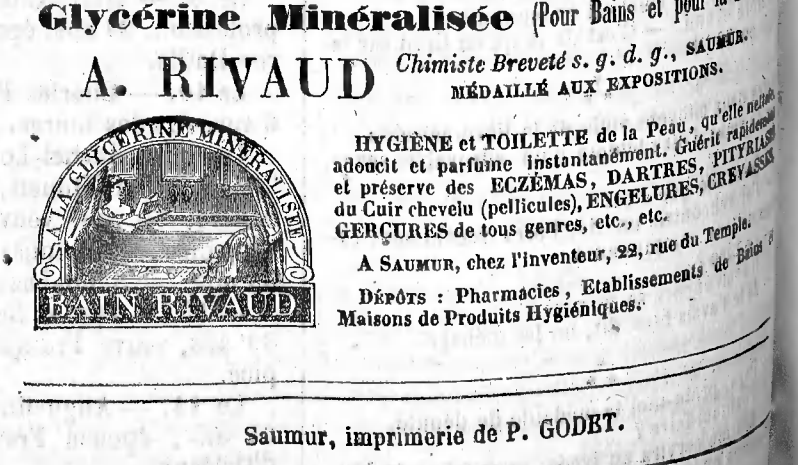 Glycérine Minéralisée (Pour Bains et pour la
A. RIVAUD Chimiste Breveté s. g. d. g., SAUMUR.
MÉDAILLÉ AUX EXPOSITIONS.
A LA GLYCERINE MINERALISÉE
BAIN RIVAUD
HYGIÈNE et TOILETTE de la Peau, qu'elle nettoie
adoucit et parfume instantanément. Guérit rapidement
et préserve des ECZÉMAS, DARTRES, PITYRIASIS
du Cuir chevelu (pellicules), ENGELURES, CREVASSES
GERÇURES de tous genres, etc., etc.
A SAUMUR, chez l'inventeur, 22, rue du Temple.
DÉPÔTS : Pharmacies, Etablissements de Bains
Maisons de Produits Hygiéniques.
Saumur, imprimerie de P. GODET.